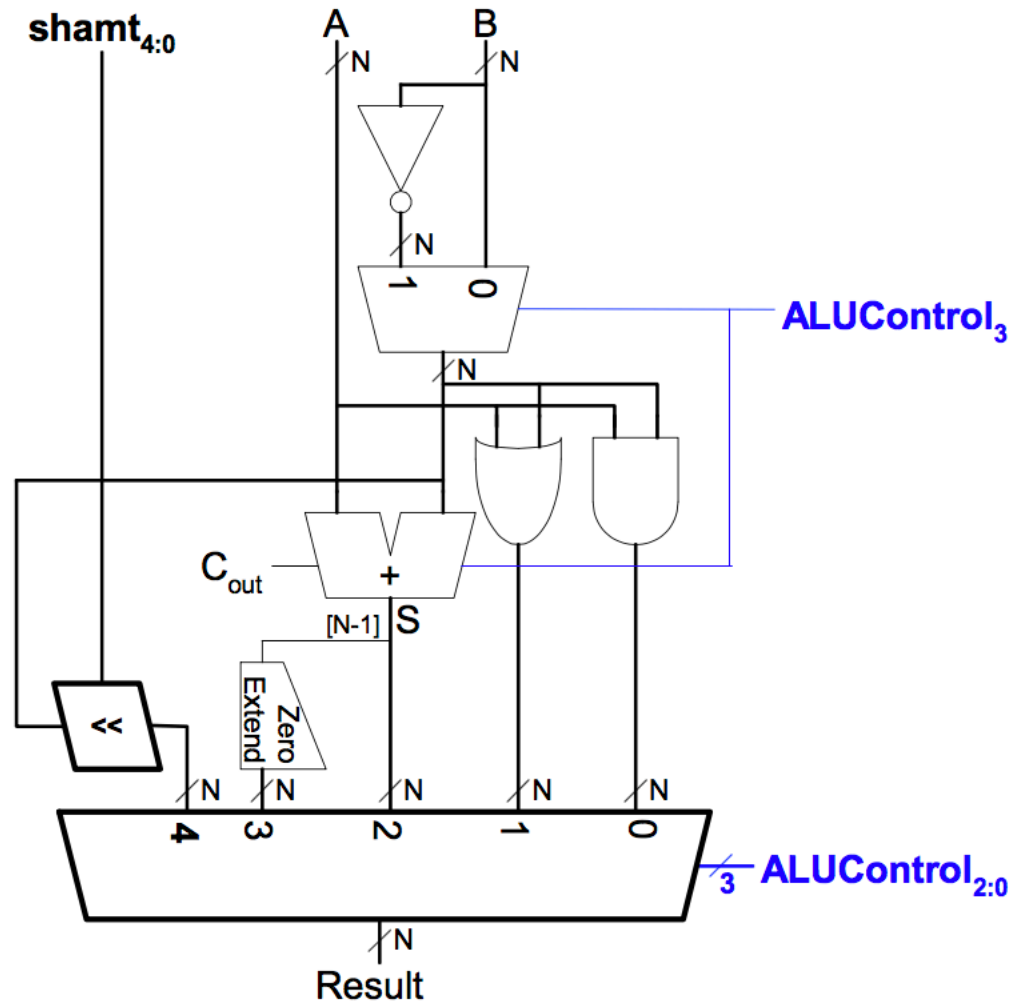 shamt4:0
A
B
N
N
N
1
0
ALUControl3
N
Cout
+
[N-1]
S
<<
Zero
Extend
N
N
N
N
N
4
3
2
1
0
3
ALUControl2:0
N
Result